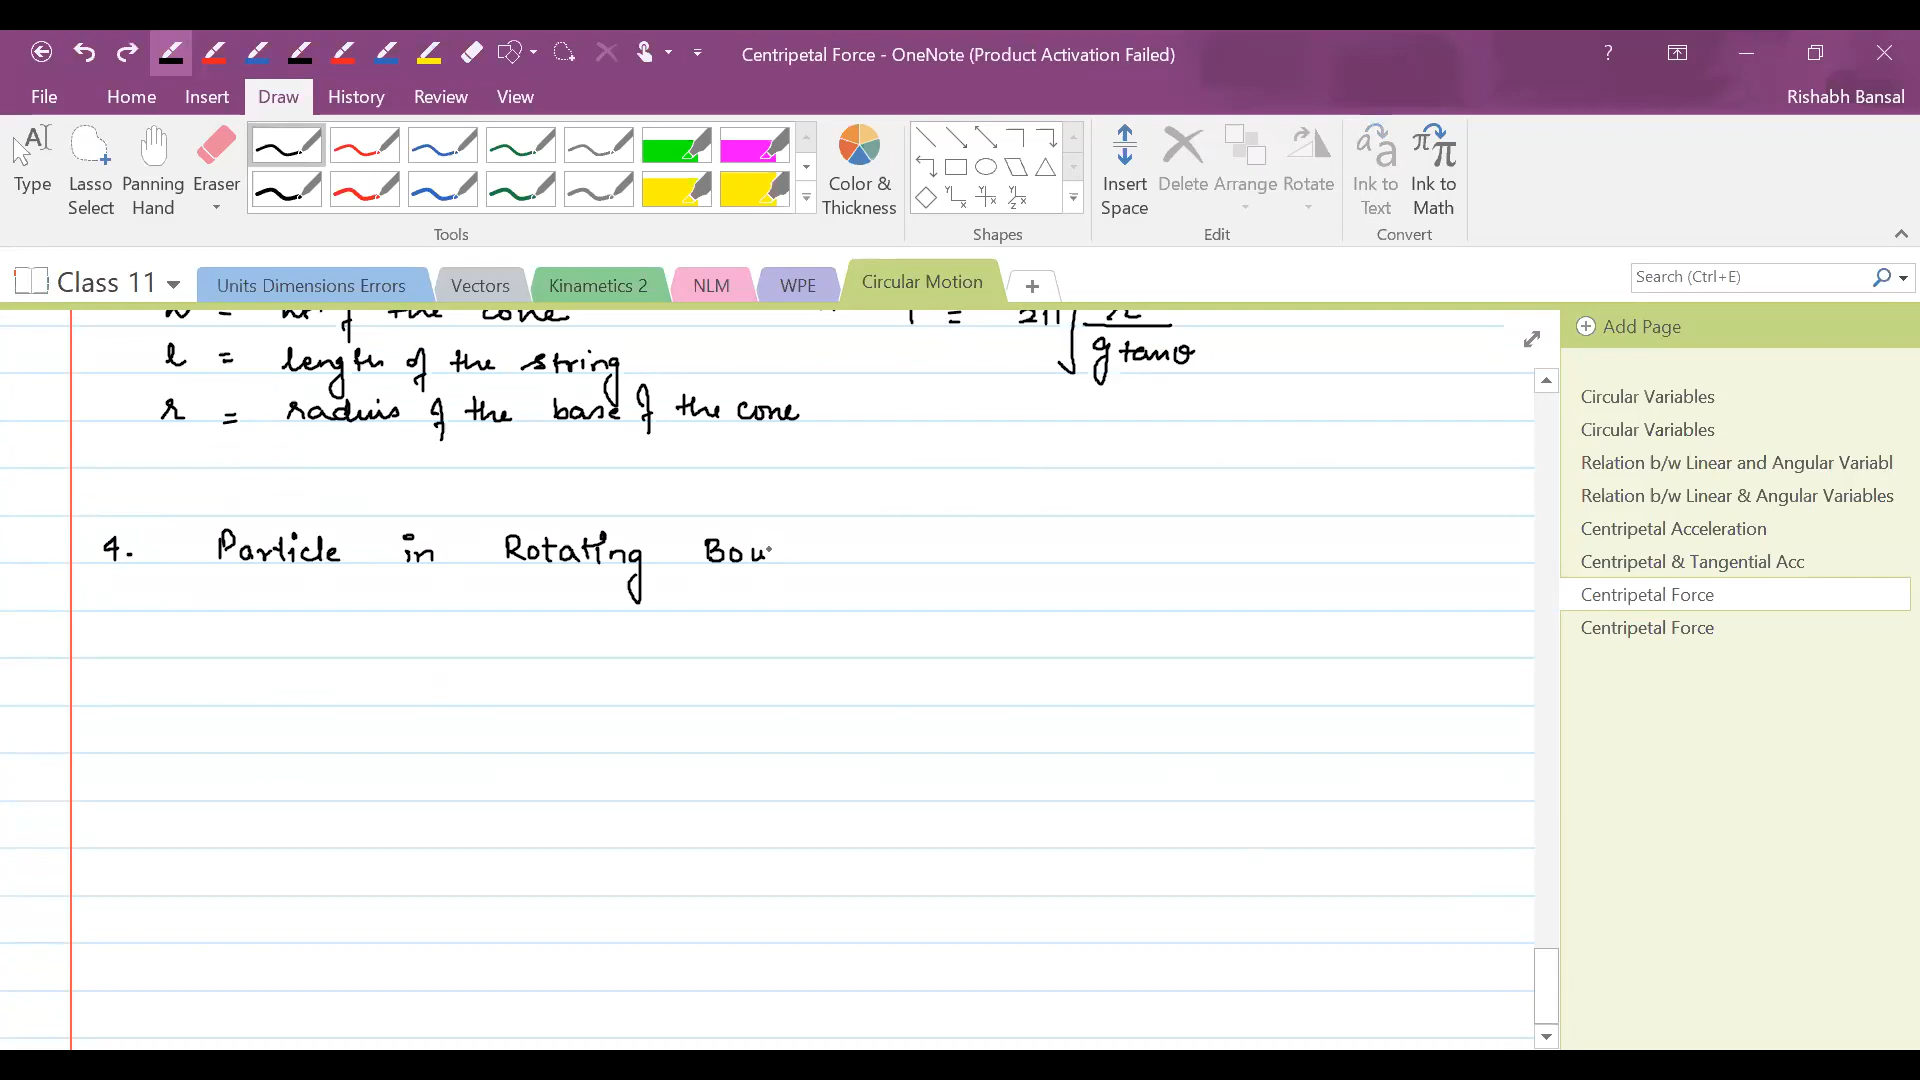 Centripetal Force - OneNote (Product Activation Failed)
?
File Home Insert Draw History Review View
Rishabh Bansal
Type
Lasso Select
Panning Hand
Eraser
Color & Thickness
Insert Space
Delete
Arrange
Rotate
Ink to Text
Ink to Math
Tools
Shapes
Edit
Convert
Class 11
Units Dimensions Errors
Vectors
Kinametics 2
NLM
WPE
Circular Motion
+
Search (Ctrl+E)
Add Page
Circular Variables
Circular Variables
Relation b/w Linear and Angular Variabl
Relation b/w Linear & Angular Variables
Centripetal Acceleration
Centripetal & Tangential Acc
Centripetal Force
Centripetal Force
the cone
l = length of the string
r = radius of the base of the cone
g tanθ
4. Particle in Rotating Bou